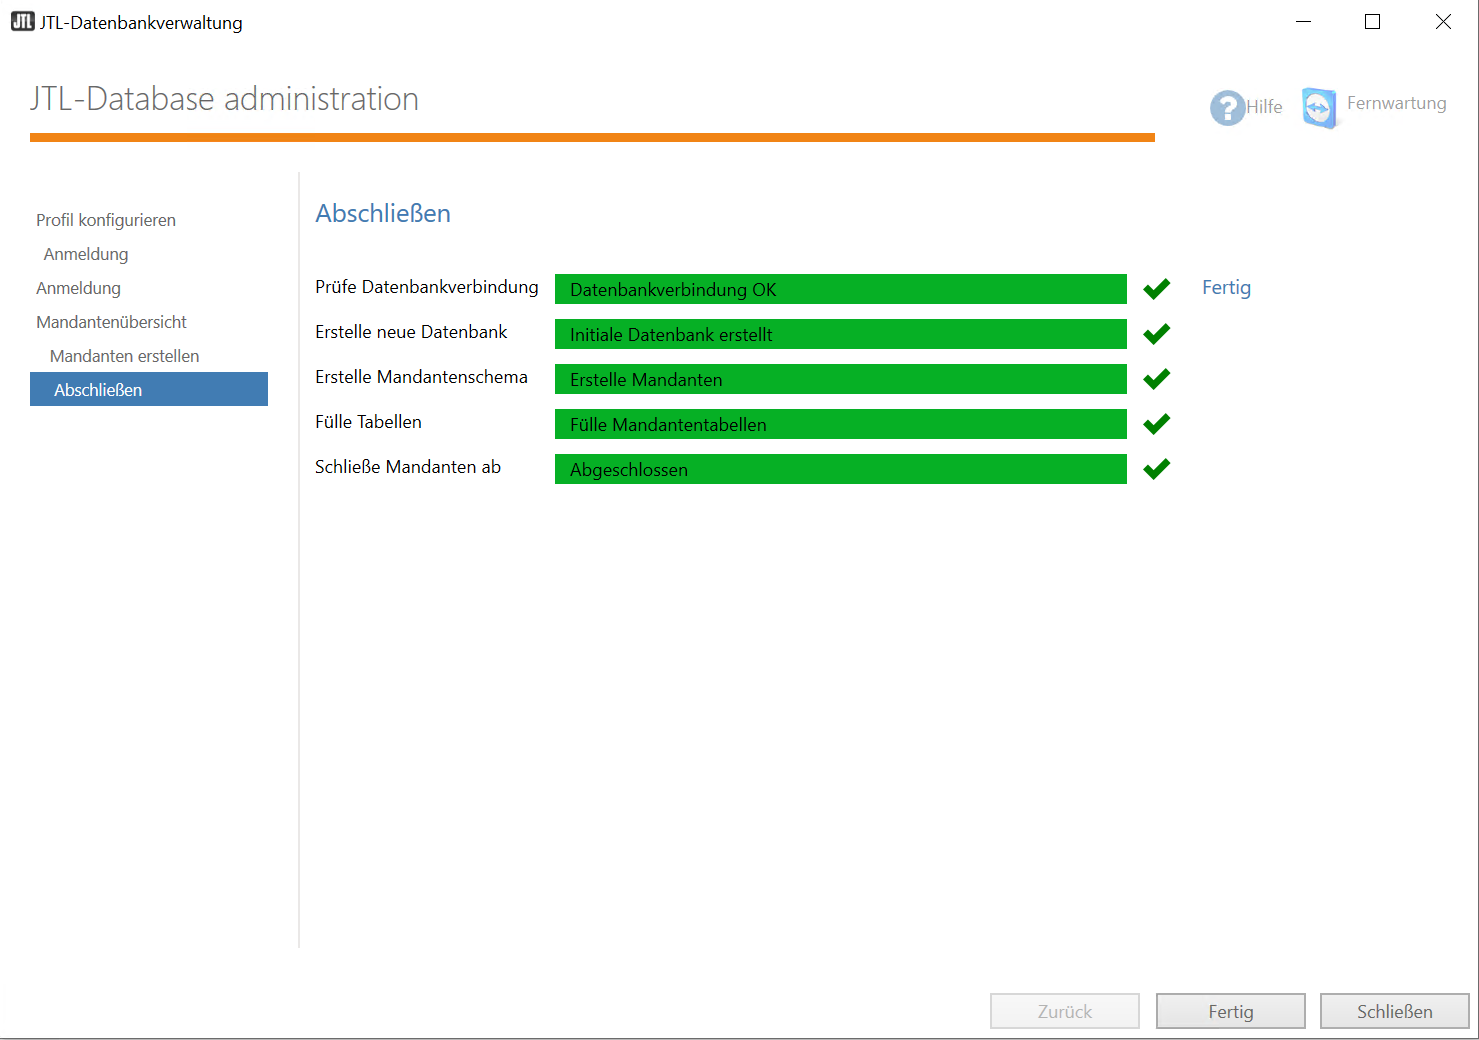 JTL JTL-Datenbankverwaltung
JTL-Database administration
Hilfe
Fernwartung
Profil konfigurieren
Anmeldung
Anmeldung
Mandantenübersicht
Mandanten erstellen
Abschließen
Abschließen
Prüfe Datenbankverbindung Datenbankverbindung OK Fertig
Erstelle neue Datenbank Initiale Datenbank erstellt
Erstelle Mandantenschema Erstelle Mandanten
Fülle Tabellen Fülle Mandantentabellen
Schließe Mandanten ab Abgeschlossen
Zurück Fertig Schließen